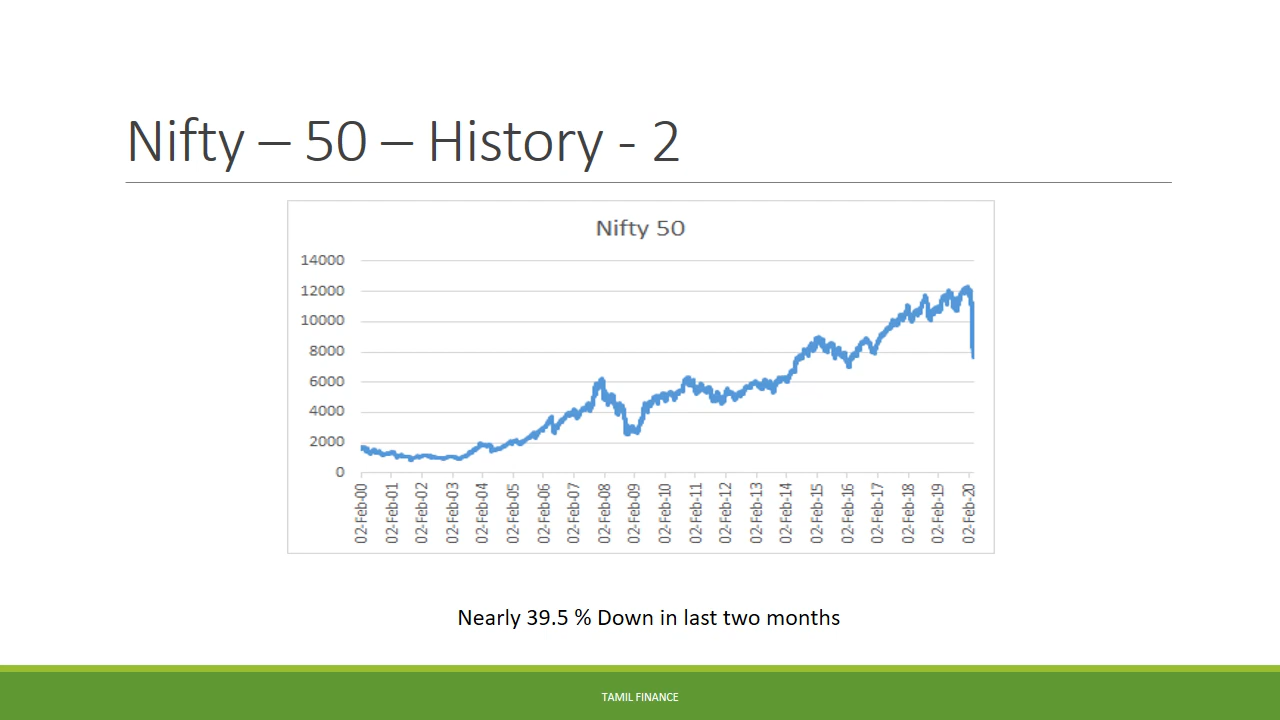 Nifty – 50 – History - 2
Nifty 50
14000
12000
10000
8000
6000
4000
2000
0
02-Feb-00
02-Feb-01
02-Feb-02
02-Feb-03
02-Feb-04
02-Feb-05
02-Feb-06
02-Feb-07
02-Feb-08
02-Feb-09
02-Feb-10
02-Feb-11
02-Feb-12
02-Feb-13
02-Feb-14
02-Feb-15
02-Feb-16
02-Feb-17
02-Feb-18
02-Feb-19
02-Feb-20
Nearly 39.5 % Down in last two months
TAMIL FINANCE